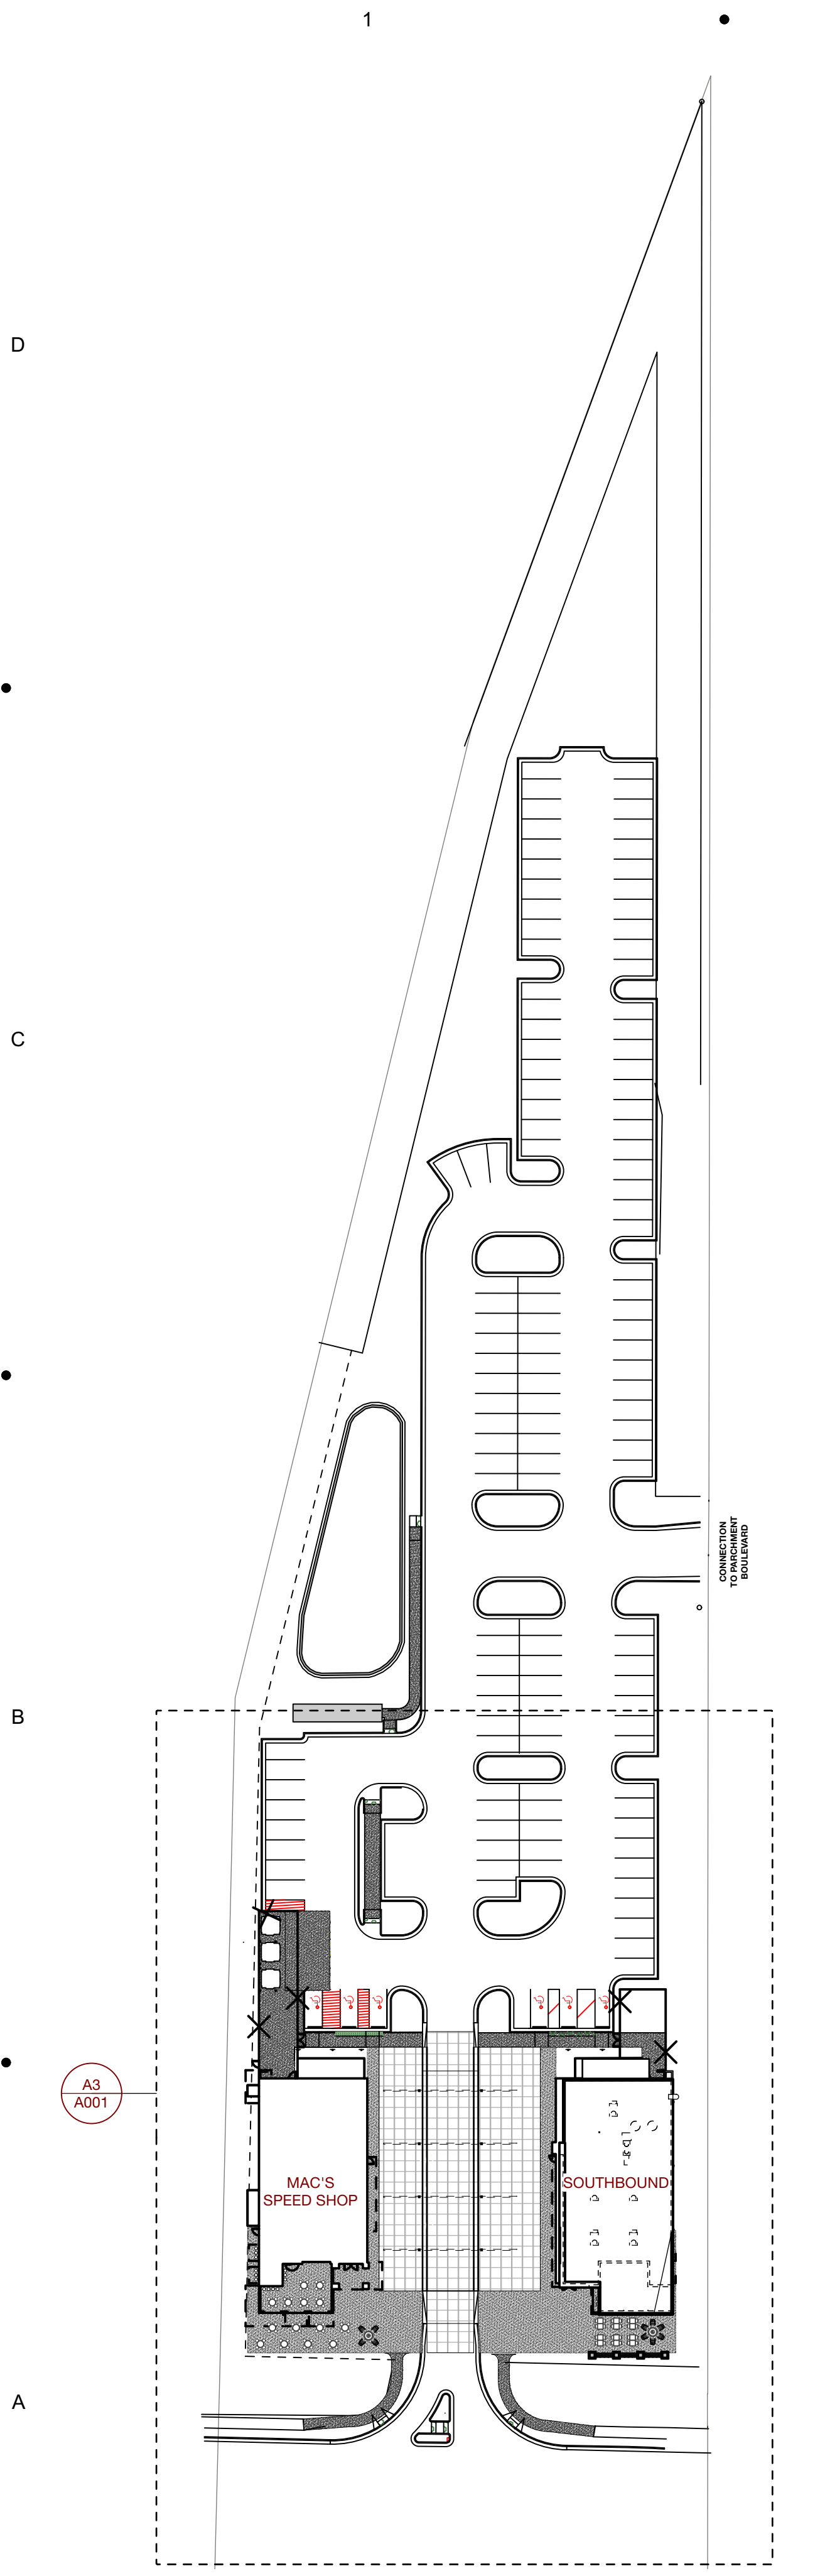 1
D
C
CONNECTION
TO PARCHMENT
BOULEVARD
B
A3
A001
MAC'S
SPEED SHOP
SOUTHBOUND
A